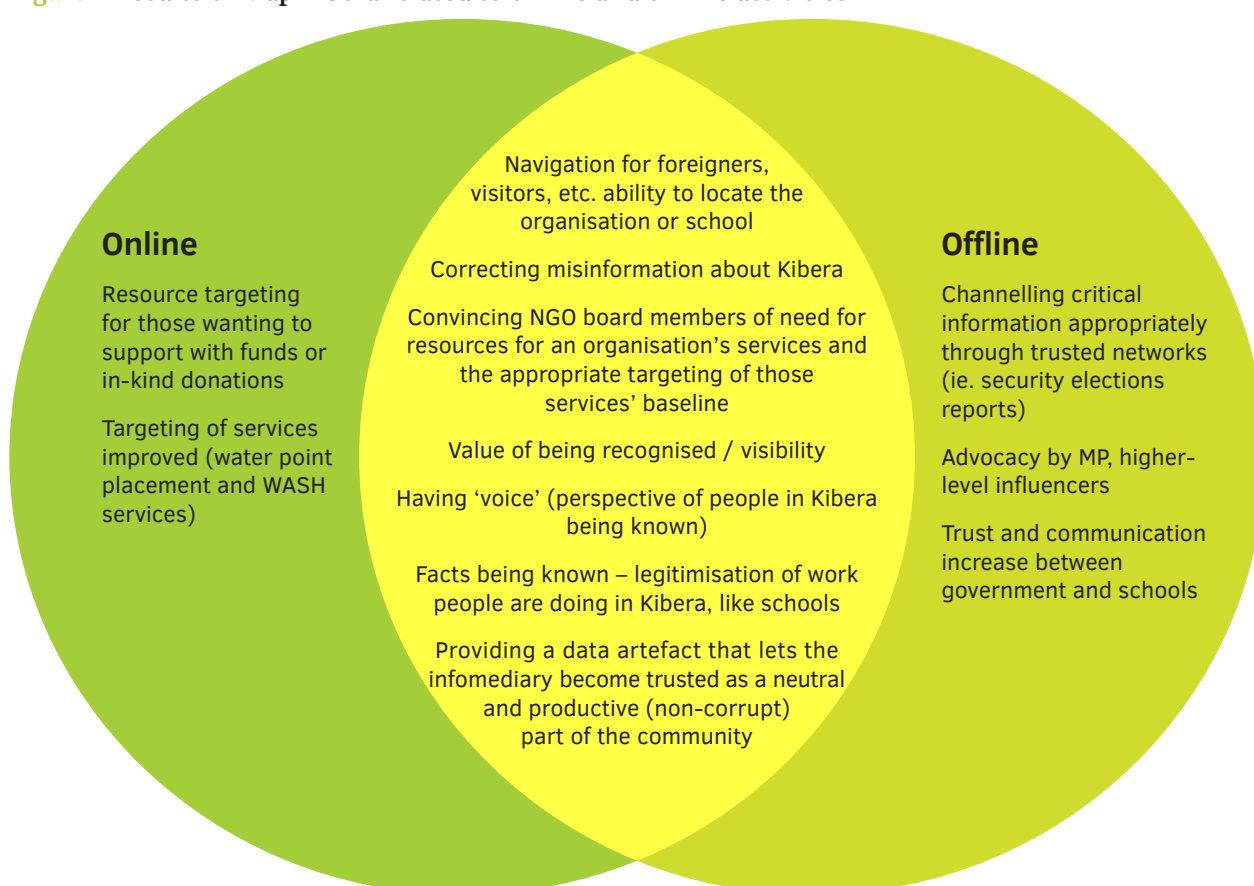 Online
Resource targeting
for those wanting to
support with funds or
in-kind donations
Targeting of services
improved (water point
placement and WASH
services)
Navigation for foreigners,
visitors, etc. ability to locate the
organisation or school
Correcting misinformation about Kibera
Convincing NGO board members of need for
resources for an organisation’s services and
the appropriate targeting of those
services’ baseline
Value of being recognised / visibility
Having ‘voice’ (perspective of people in Kibera
being known)
Facts being known – legitimisation of work
people are doing in Kibera, like schools
Providing a data artefact that lets the
infomediary become trusted as a neutral
and productive (non-corrupt)
part of the community
Offline
Channelling critical
information appropriately
through trusted networks
(ie. security elections
reports)
Advocacy by MP, higher-
level influencers
Trust and communication
increase between
government and schools